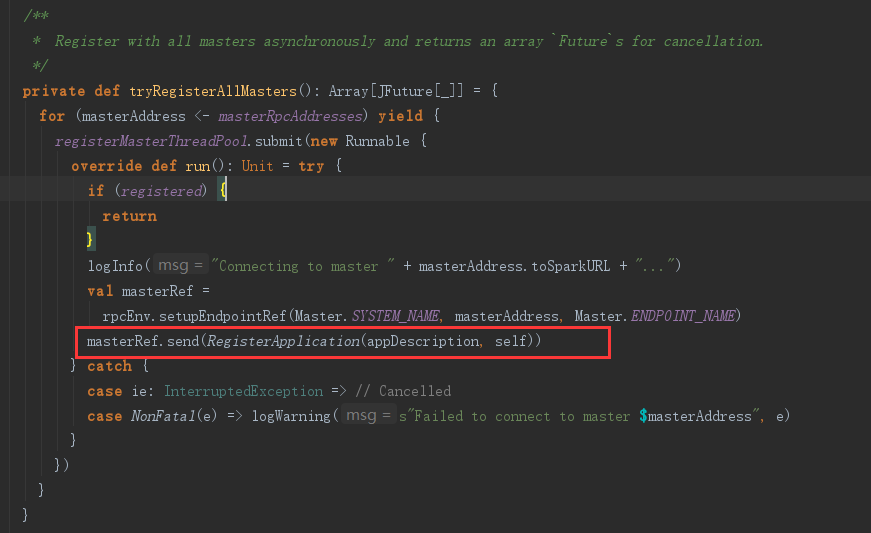 /**
 * Register with all masters asynchronously and returns an array `Future`s for cancellation.
 */
private def tryRegisterAllMasters(): Array[JFuture[_]] = {
  for (masterAddress <- masterRpcAddresses) yield {
    registerMasterThreadPool.submit(new Runnable {
      override def run(): Unit = try {
        if (registered) {
          return
        }
        logInfo( msg = "Connecting to master " + masterAddress.toSparkURL + "...")
        val masterRef =
          rpcEnv.setupEndpointRef(Master.SYSTEM_NAME, masterAddress, Master.ENDPOINT_NAME)
        masterRef.send(RegisterApplication(appDescription, self))
      } catch {
        case ie: InterruptedException => // Cancelled
        case NonFatal(e) => logWarning( msg = s"Failed to connect to master $masterAddress", e)
      }
    })
  }
}